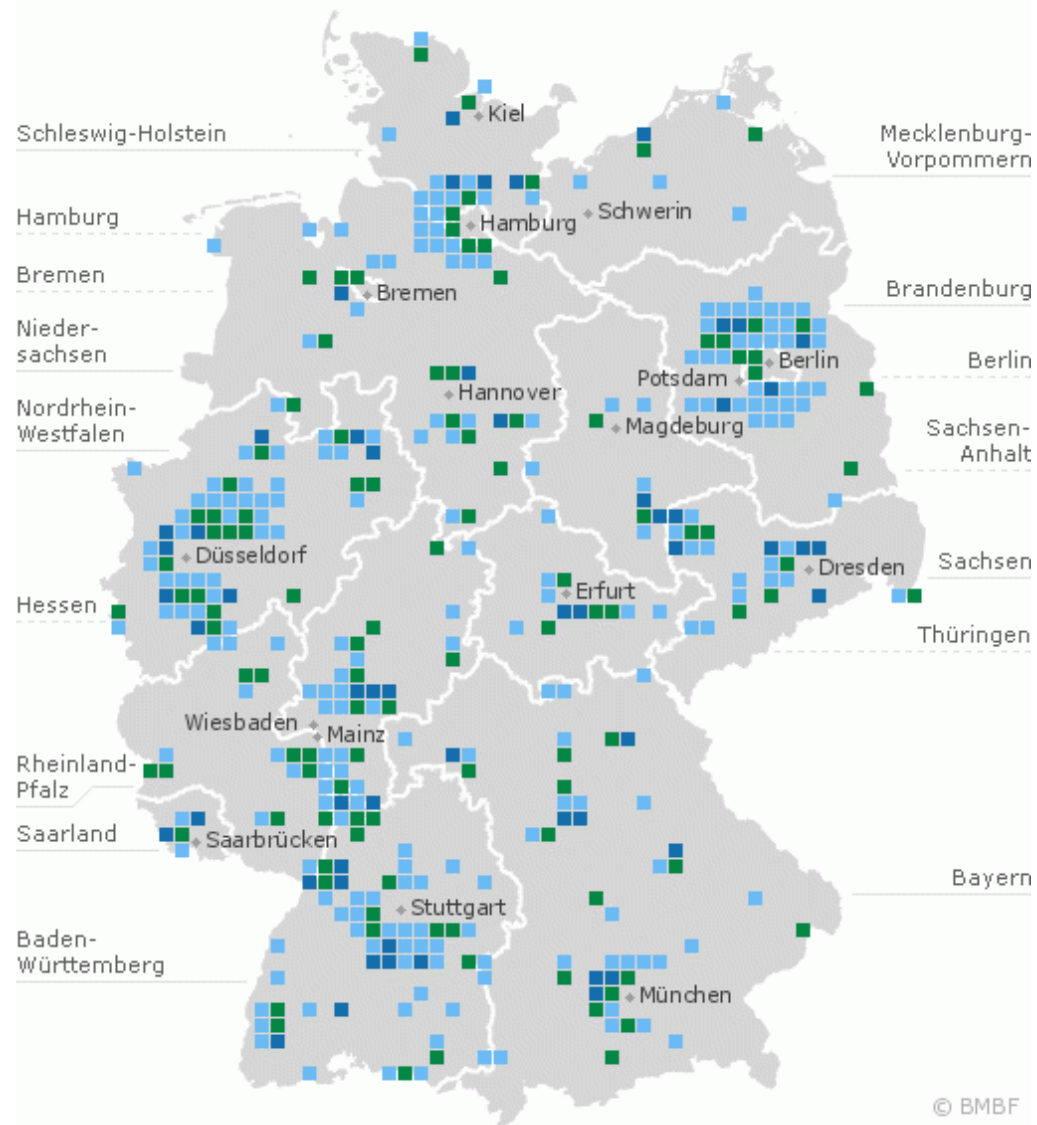 Kiel
Schleswig-Holstein
Mecklenburg-
Vorpommern
Schwerin
Hamburg
Hamburg
Bremen
Bremen
Brandenburg
Nieder-
sachsen
Berlin
Berlin
Potsdam
Hannover
Nordrhein-
Westfalen
Magdeburg
Sachsen-
Anhalt
Düsseldorf
Dresden
Sachsen
Erfurt
Hessen
Thüringen
Wiesbaden
Mainz
Rheinland-
Pfalz
Saarland
Saarbrücken
Bayern
Stuttgart
Baden-
Württemberg
München
© BMBF